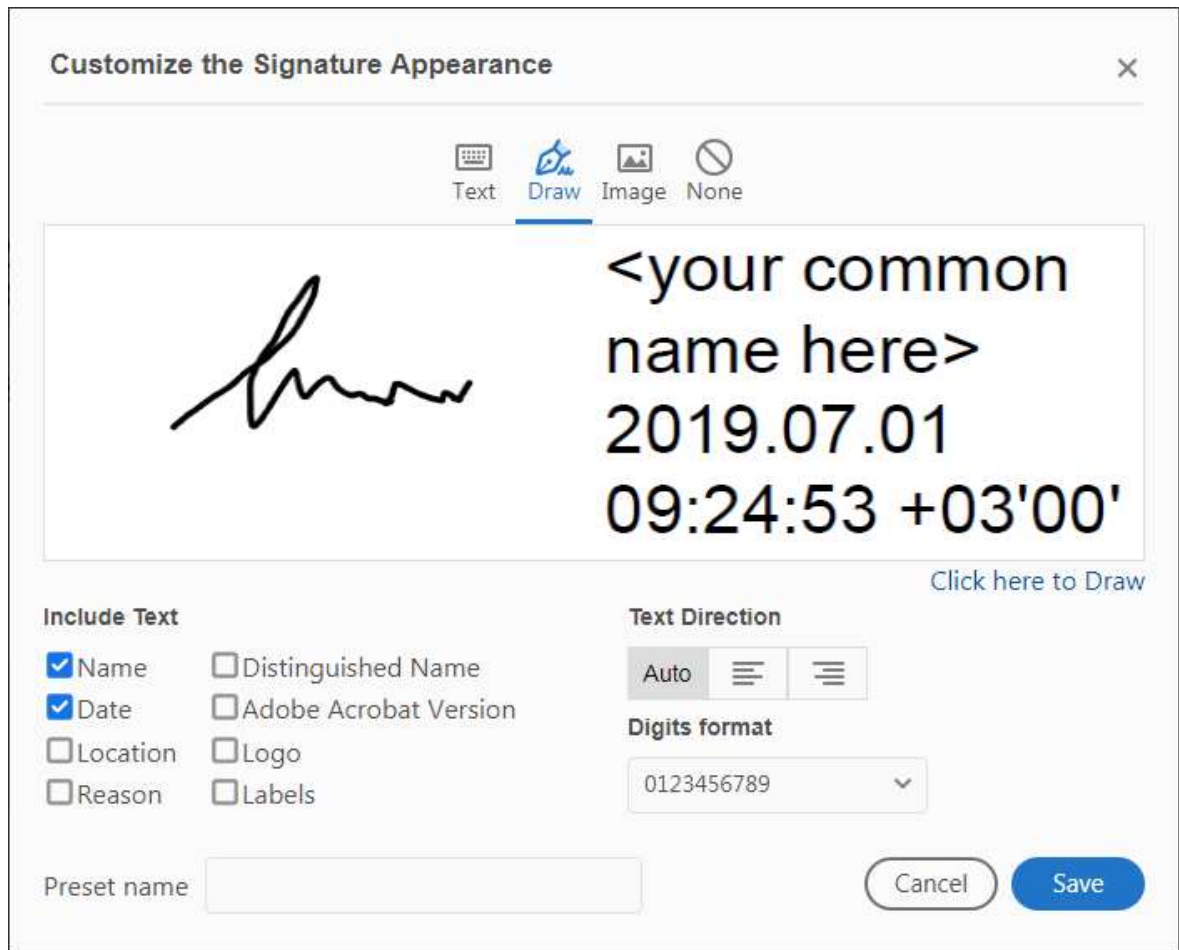 Customize the Signature Appearance
Text Draw Image None
<your common
name here>
2019.07.01
09:24:53 +03'00'
Click here to Draw
Include Text
Name
Distinguished Name
Date
Adobe Acrobat Version
Location
Logo
Reason
Labels
Text Direction
Auto
Digits format
0123456789
Preset name
Cancel
Save